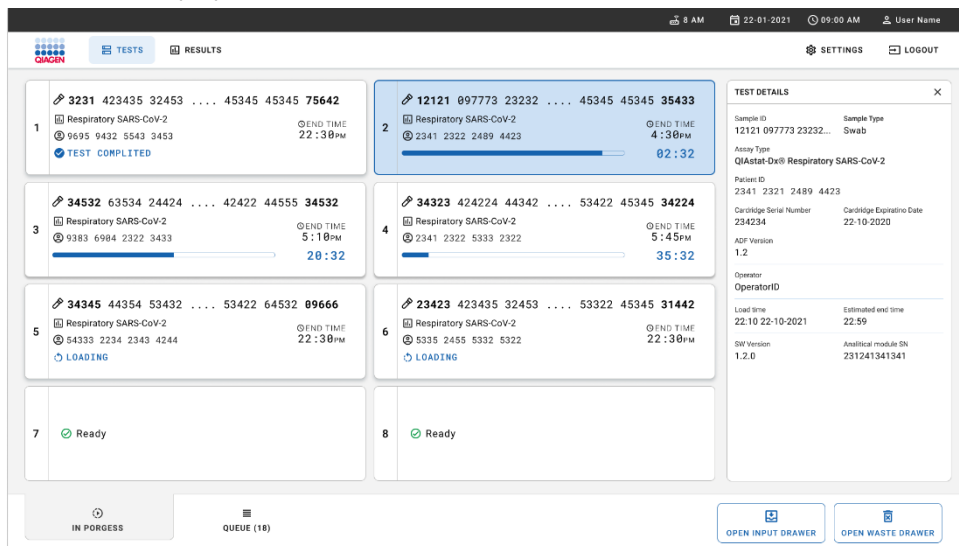 8 AM 22-01-2021 09:00 AM User Name
QIAGEN TESTS RESULTS SETTINGS LOGOUT
1
3231 423435 32453 .... 45345 45345 75642
Respiratory SARS-CoV-2
9695 9432 5543 3453
TEST COMPLITED
END TIME
22:30PM
2
12121 097773 23232 .... 45345 45345 35433
Respiratory SARS-CoV-2
2341 2322 2489 4423
END TIME
4:30PM
02:32
3
34532 63534 24424 .... 42422 44555 34532
Respiratory SARS-CoV-2
9383 6904 2322 3433
END TIME
5:10PM
20:32
4
34323 424224 44342 .... 53422 45345 34224
Respiratory SARS-CoV-2
2341 2322 5333 2322
END TIME
5:45PM
35:32
5
34345 44354 53432 .... 53422 64532 09666
Respiratory SARS-CoV-2
54333 2234 2343 4244
LOADING
END TIME
22:30PM
6
23423 423435 32453 .... 53322 45345 31442
Respiratory SARS-CoV-2
5335 2455 5332 5322
LOADING
END TIME
22:30PM
7
Ready
8
Ready
TEST DETAILS
Sample ID Sample Type
12121 097773 23232... Swab
Assay Type
QIAstat-Dx® Respiratory SARS-CoV-2
Patient ID
2341 2321 2489 4423
Cardridge Serial Number Cardridge Expiratino Date
234234 22-10-2020
ADF Version
1.2
Operator
OperatorID
Load time Estimated end time
22:10 22-10-2021 22:59
SW Version Analitical module SN
1.2.0 231241341341
IN PORGESS
QUEUE (18)
OPEN INPUT DRAWER
OPEN WASTE DRAWER